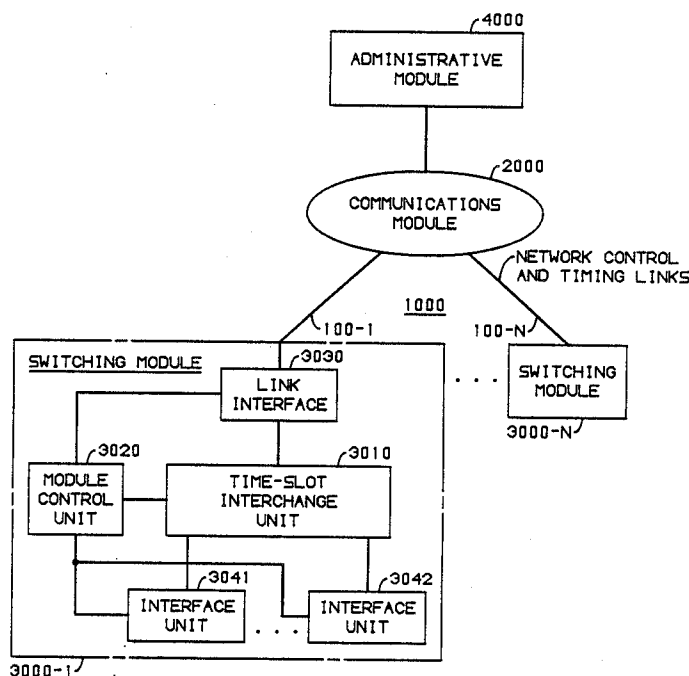 4000
ADMINISTRATIVE
MODULE
2000
COMMUNICATIONS
MODULE
NETWORK CONTROL
AND TIMING LINKS
1000
100-1
100-N
SWITCHING MODULE
3030
LINK
INTERFACE
. . .
SWITCHING
MODULE
3000-N
3020
MODULE
CONTROL
UNIT
3010
TIME-SLOT
INTERCHANGE
UNIT
3041
INTERFACE
UNIT
. . .
3042
INTERFACE
UNIT
3000-1